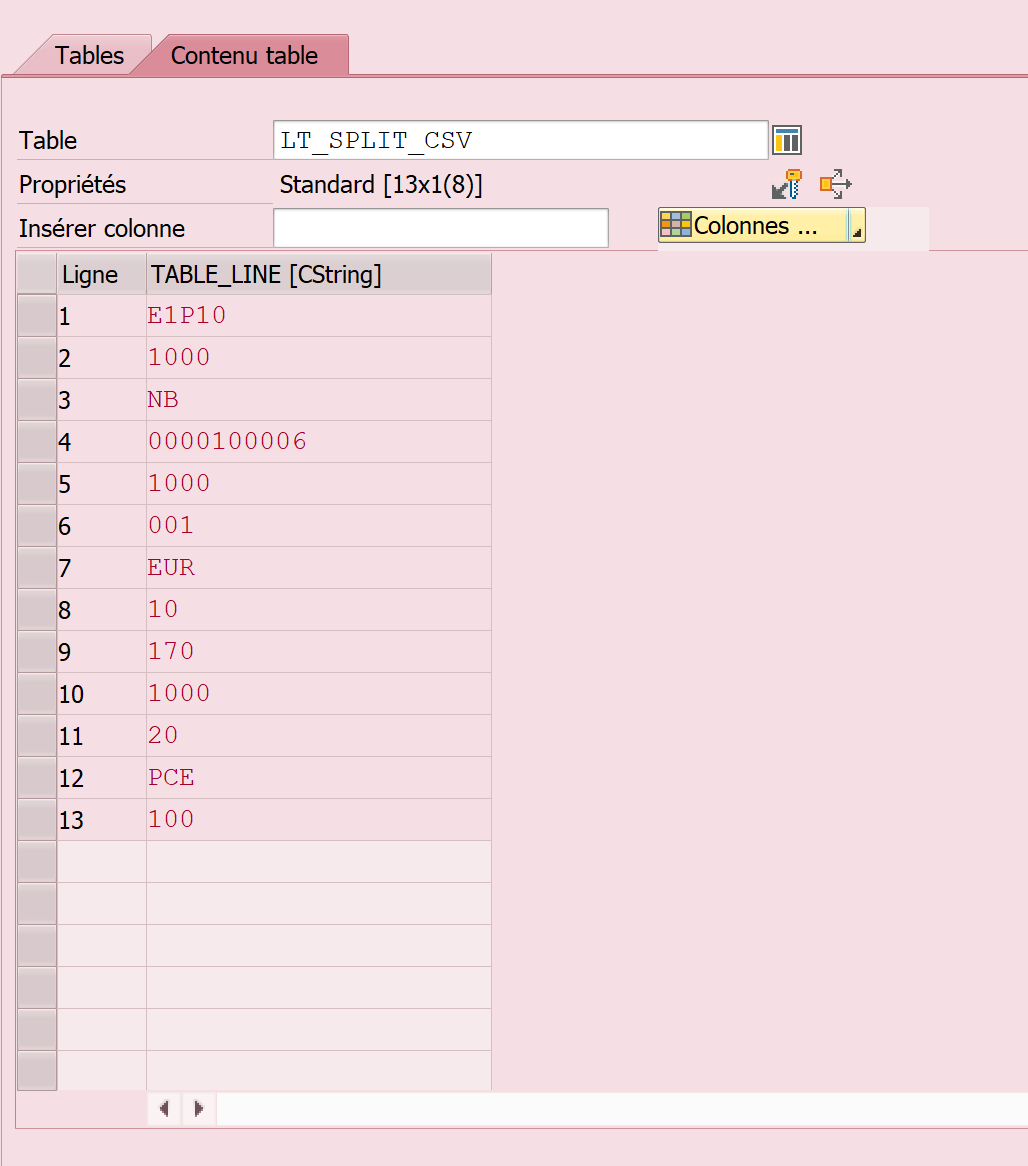 Tables Contenu table
Table LT_SPLIT_CSV
Propriétés Standard [13x1(8)]
Insérer colonne Colonnes ...
Ligne TABLE_LINE [CString]
1 E1P10
2 1000
3 NB
4 0000100006
5 1000
6 001
7 EUR
8 10
9 170
10 1000
11 20
12 PCE
13 100